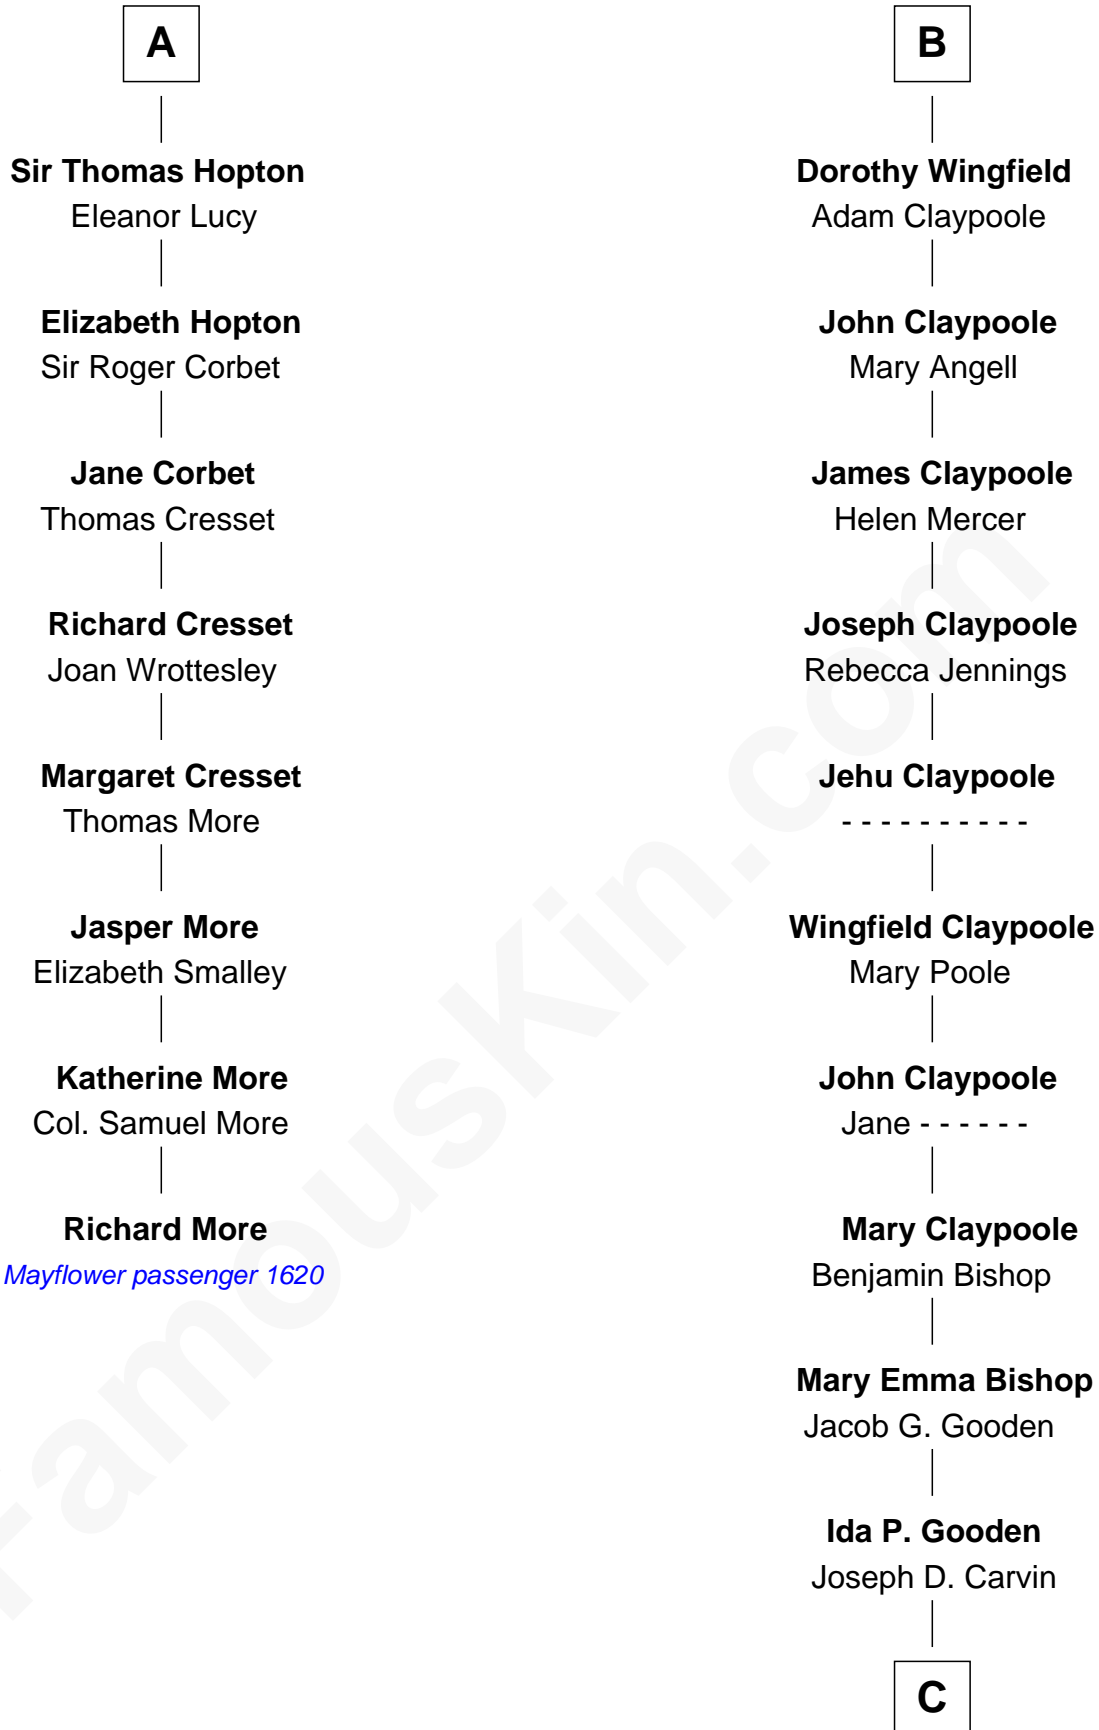 A
Sir Thomas Hopton
Eleanor Lucy
Elizabeth Hopton
Sir Roger Corbet
Jane Corbet
Thomas Cresset
Richard Cresset
Joan Wrottesley
Margaret Cresset
Thomas More
Jasper More
Elizabeth Smalley
Katherine More
Col. Samuel More
Richard More
Mayflower passenger 1620
B
Dorothy Wingfield
Adam Claypoole
John Claypoole
Mary Angell
James Claypoole
Helen Mercer
Joseph Claypoole
Rebecca Jennings
Jehu Claypoole
- - - - - - - - - -
Wingfield Claypoole
Mary Poole
John Claypoole
Jane - - - - - -
Mary Claypoole
Benjamin Bishop
Mary Emma Bishop
Jacob G. Gooden
Ida P. Gooden
Joseph D. Carvin
C
FamousKin.com